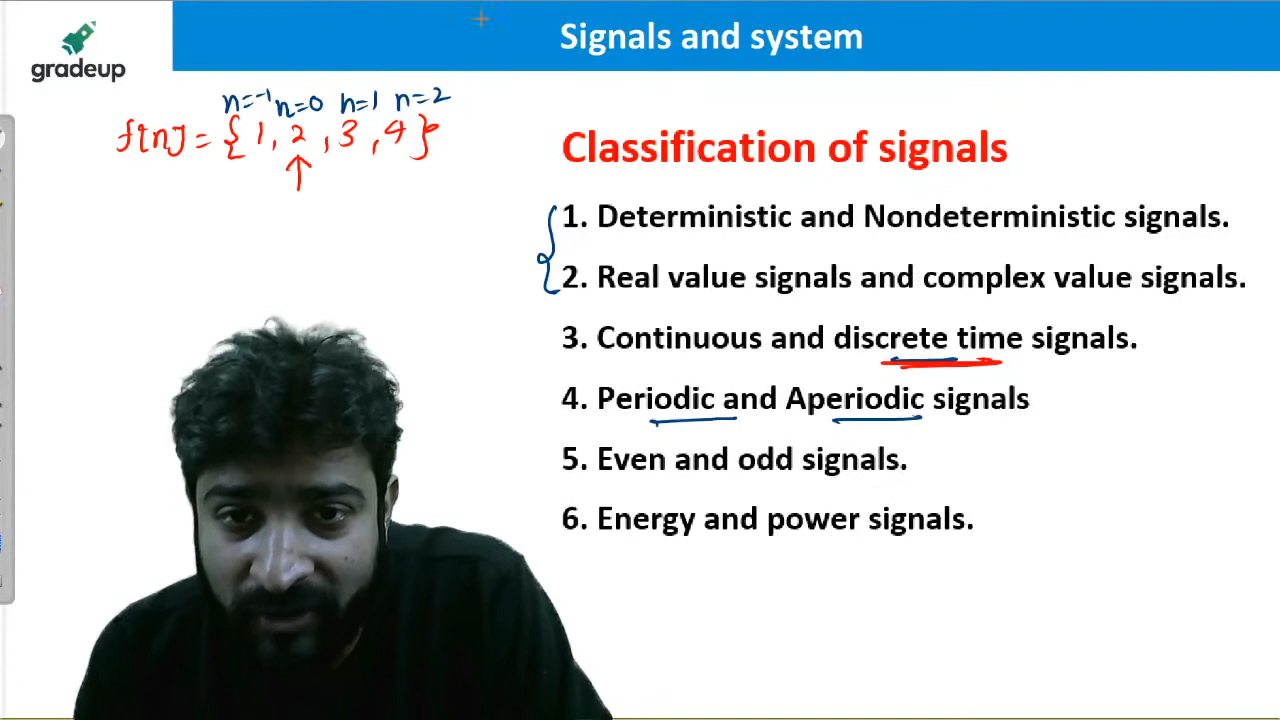 gradeup
Signals and system
n=-1 n=0 n=1 n=2
f[n] = {1, 2, 3, 4}
↑
Classification of signals
1. Deterministic and Nondeterministic signals.
2. Real value signals and complex value signals.
3. Continuous and discrete time signals.
4. Periodic and Aperiodic signals
5. Even and odd signals.
6. Energy and power signals.